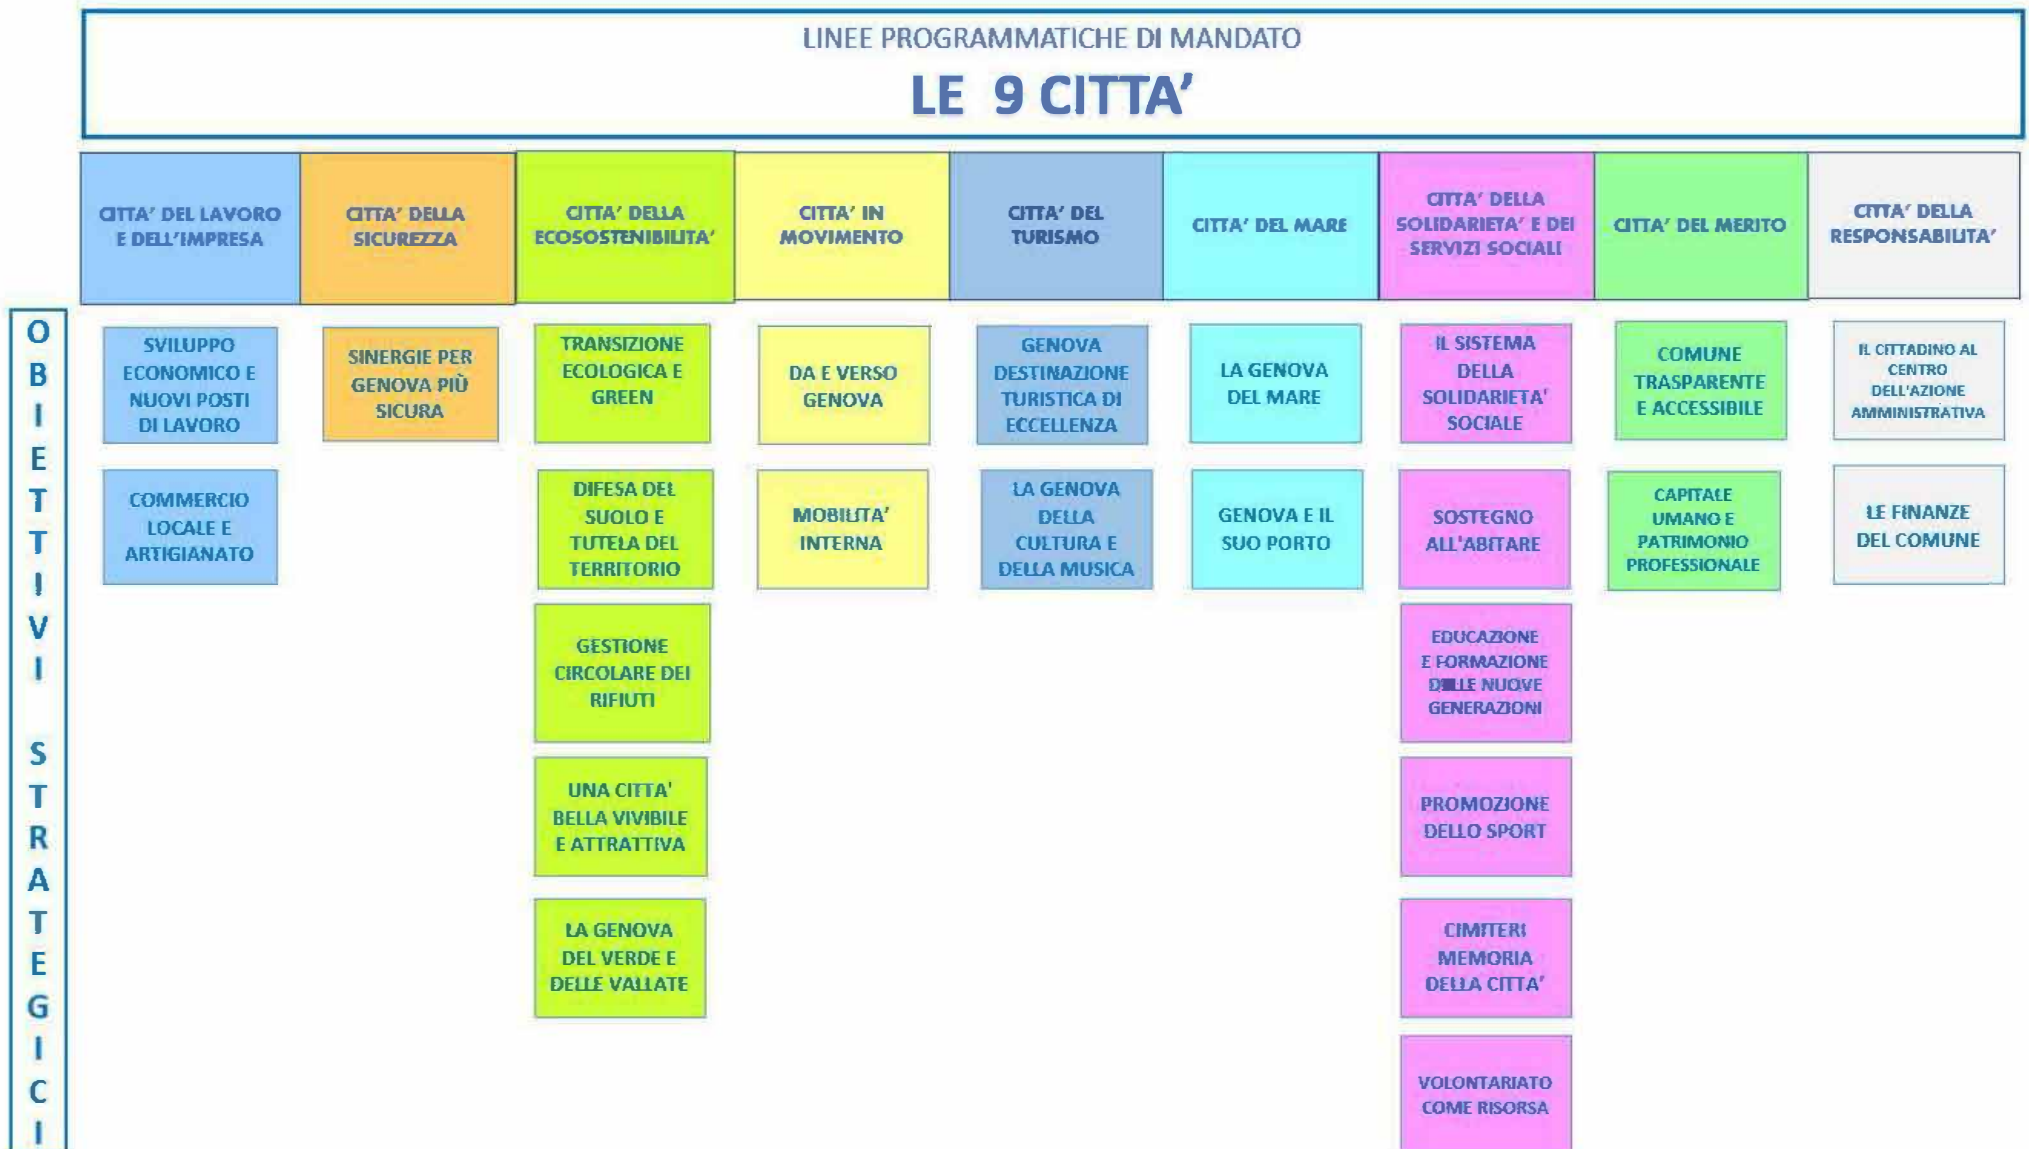 LINEE PROGRAMMATICHE DI MANDATO
LE 9 CITTA'
CITTA' DEL LAVORO
E DELL'IMPRESA
CITTA' DELLA
SICUREZZA
CITTA' DELLA
ECOSOSTENIBILITA'
CITTA' IN
MOVIMENTO
CITTA' DEL
TURISMO
CITTA' DEL MARE
CITTA' DELLA
SOLIDARIETA' E DEI
SERVIZI SOCIALI
CITTA' DEL MERITO
CITTA' DELLA
RESPONSABILITA'
OBIETTIVI STRATEGICI
SVILUPPO
ECONOMICO E
NUOVI POSTI
DI LAVORO
SINERGIE PER
GENOVA PIÙ
SICURA
TRANSIZIONE
ECOLOGICA E
GREEN
DA E VERSO
GENOVA
GENOVA
DESTINAZIONE
TURISTICA DI
ECCELLENZA
LA GENOVA
DEL MARE
IL SISTEMA
DELLA
SOLIDARIETA'
SOCIALE
COMUNE
TRASPARENTE
E ACCESSIBILE
IL CITTADINO AL
CENTRO
DELL'AZIONE
AMMINISTRATIVA
COMMERCIO
LOCALE E
ARTIGIANATO
DIFESA DEL
SUOLO E
TUTELA DEL
TERRITORIO
MOBILITA'
INTERNA
LA GENOVA
DELLA
CULTURA E
DELLA MUSICA
GENOVA E IL
SUO PORTO
SOSTEGNO
ALL'ABITARE
CAPITALE
UMANO E
PATRIMONIO
PROFESSIONALE
LE FINANZE
DEL COMUNE
GESTIONE
CIRCOLARE DEI
RIFIUTI
EDUCAZIONE
E FORMAZIONE
DELLE NUOVE
GENERAZIONI
UNA CITTA'
BELLA VIVIBILE
E ATTRATTIVA
PROMOZIONE
DELLO SPORT
LA GENOVA
DEL VERDE E
DELLE VALLATE
CIMITERI
MEMORIA
DELLA CITTA'
VOLONTARIATO
COME RISORSA